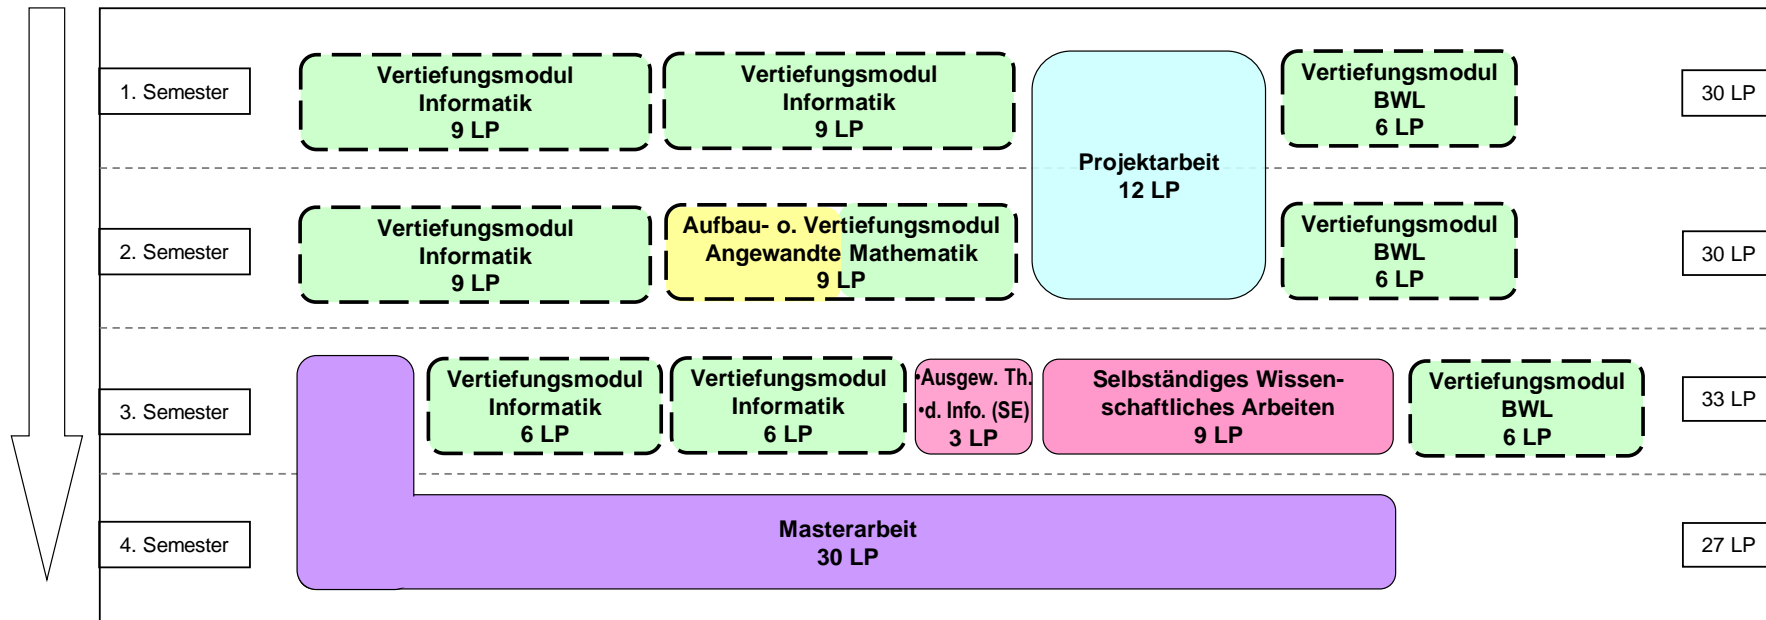 1. Semester
Vertiefungsmodul
Informatik
9 LP
Vertiefungsmodul
Informatik
9 LP
Projektarbeit
12 LP
Vertiefungsmodul
BWL
6 LP
30 LP
2. Semester
Vertiefungsmodul
Informatik
9 LP
Aufbau- o. Vertiefungsmodul
Angewandte Mathematik
9 LP
Vertiefungsmodul
BWL
6 LP
30 LP
3. Semester
Vertiefungsmodul
Informatik
6 LP
Vertiefungsmodul
Informatik
6 LP
•Ausgew. Th.
•d. Info. (SE)
3 LP
Selbständiges Wissen-
schaftliches Arbeiten
9 LP
Vertiefungsmodul
BWL
6 LP
33 LP
4. Semester
Masterarbeit
30 LP
27 LP